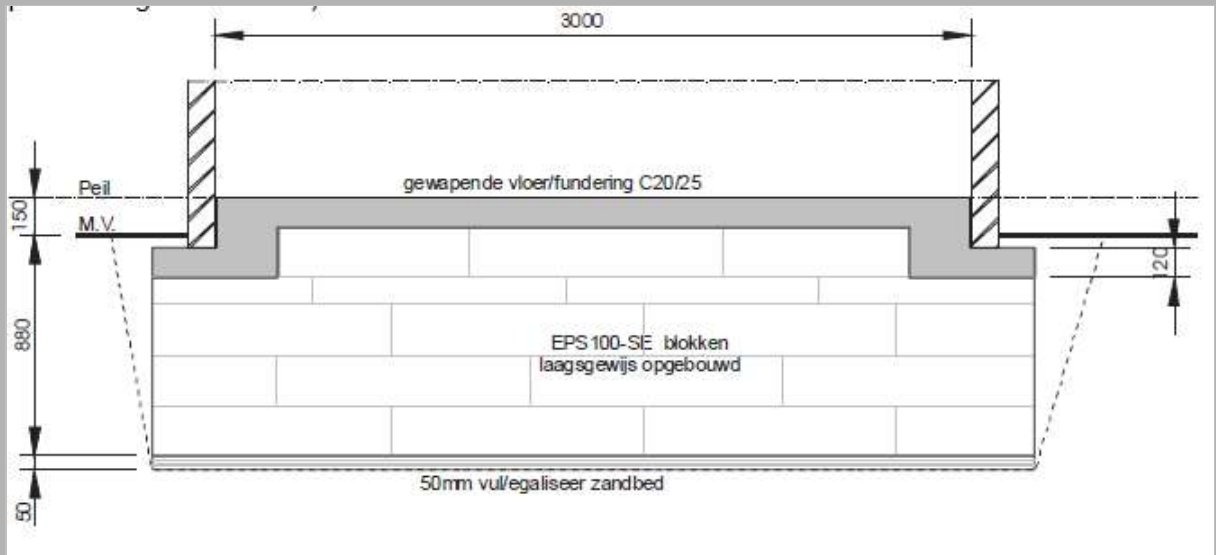 3000
gewapende vloer/fundering C20/25
Peil
150
M.V.
120
880
EPS100-SE blokken
laagsgewijs opgebouwd
50mm vul/egaliseer zandbed
50